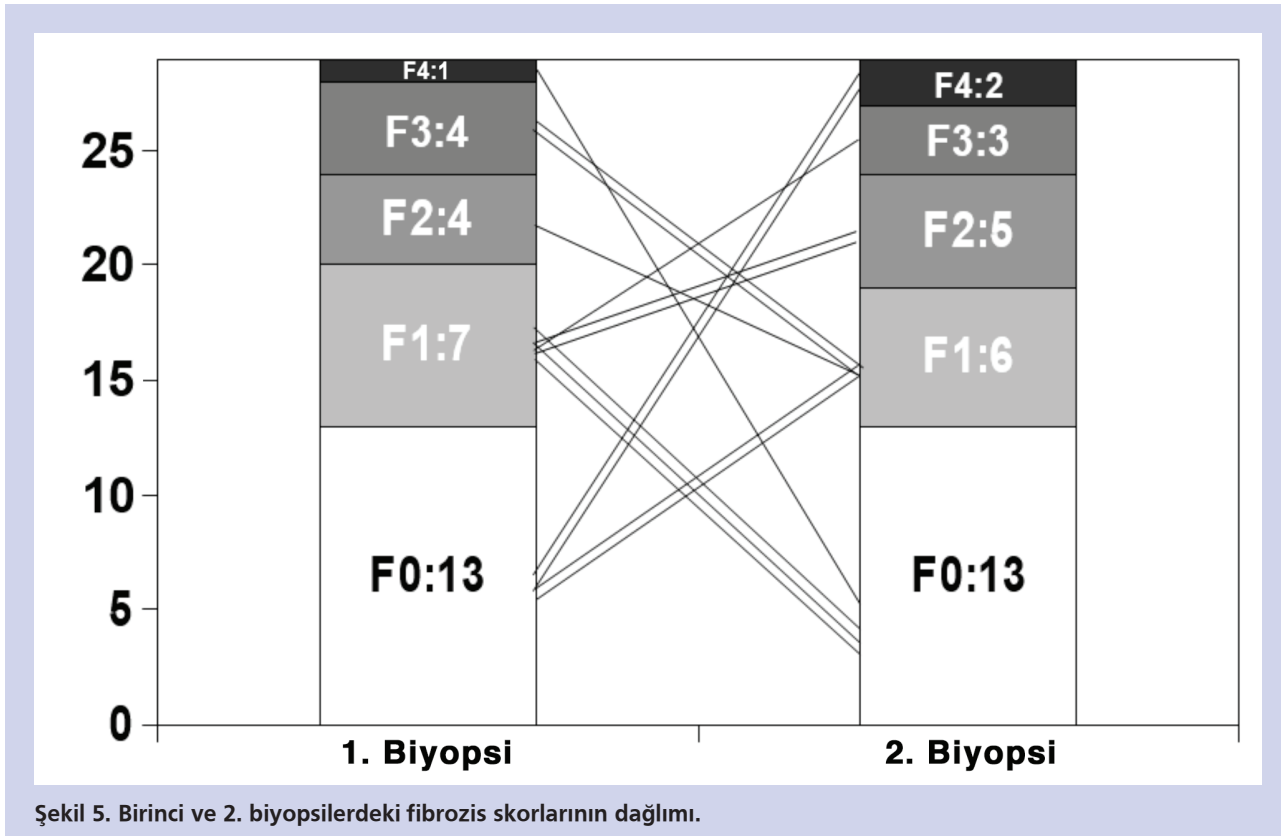 F4:1
F4:2
F3:4
F3:3
25
F2:4
F2:5
20
F1:7
F1:6
15
10
F0:13
F0:13
5
0
1. Biyopsi
2. Biyopsi
Şekil 5. Birinci ve 2. biyopsilerdeki fibrozis skorlarının dağlımı.